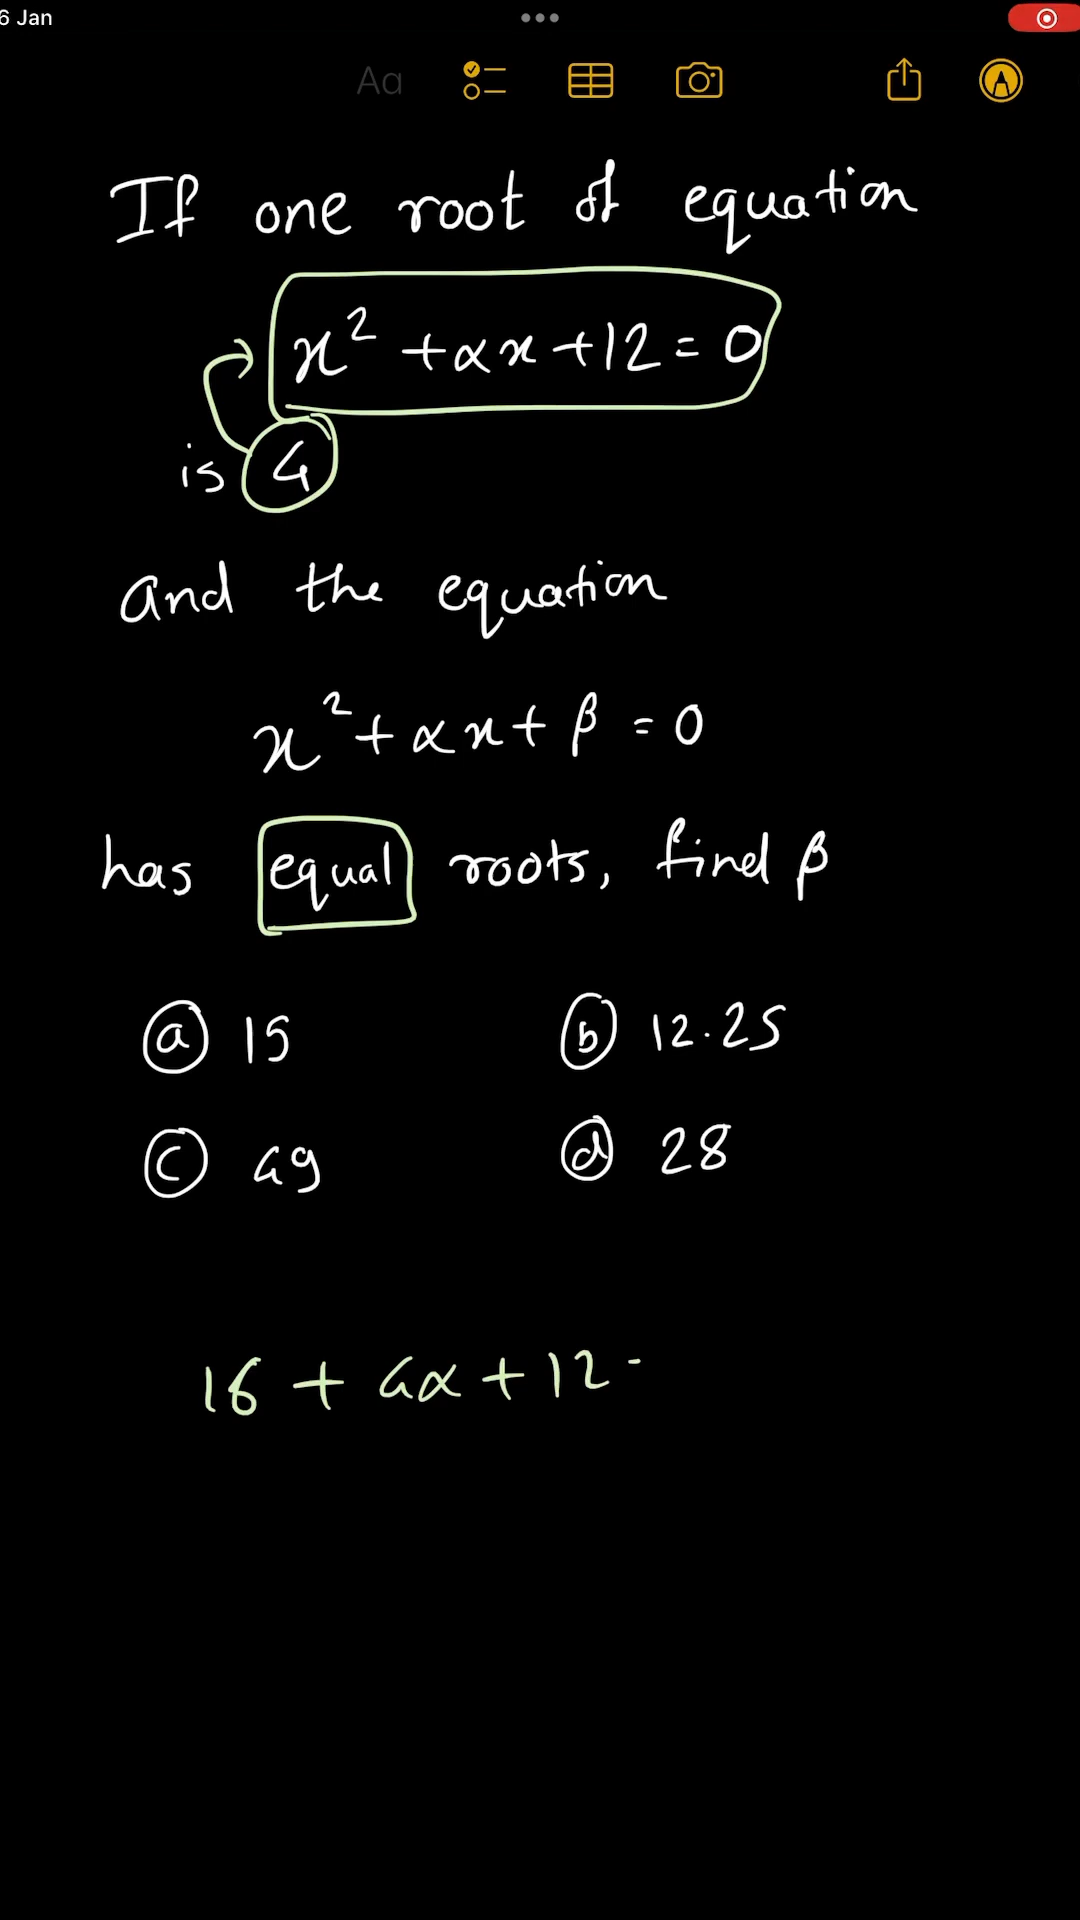 6 Jan
Aa
If one root of equation
x² + αx + 12 = 0
is 4
and the equation
x² + αx + β = 0
has equal roots, find β
ⓐ 15 ⓑ 12.25
ⓒ 49 ⓓ 28
16 + 4α + 12 -